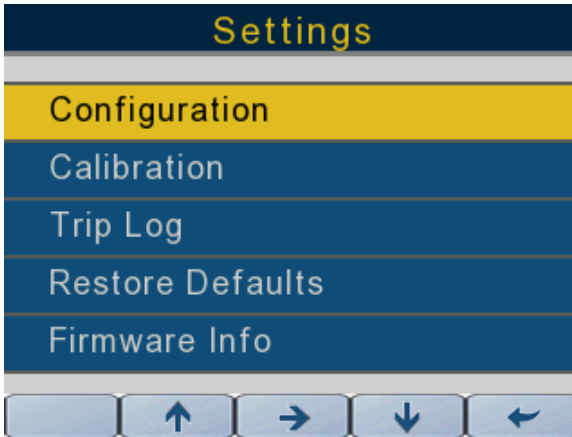 Settings
Configuration
Calibration
Trip Log
Restore Defaults
Firmware Info